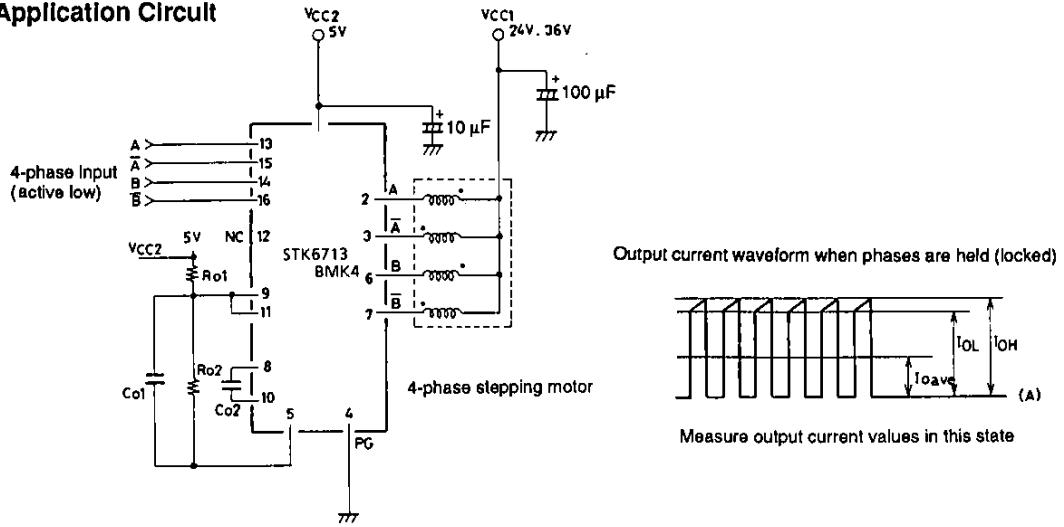 Application Circuit
VCC2
5V
VCC1
24V. 36V
+
100 µF
+
10 µF
4-phase input
(active low)
A
A̅
B
B̅
13
15
14
16
NC 12
STK6713
BMK4
2 A
3 A̅
6 B
7 B̅
VCC2
5V
Ro1
9
11
Ro2
8
10
Co1
Co2
5
4
PG
4-phase stepping motor
Output current waveform when phases are held (locked)
IOL
IOH
Ioave
(A)
Measure output current values in this state